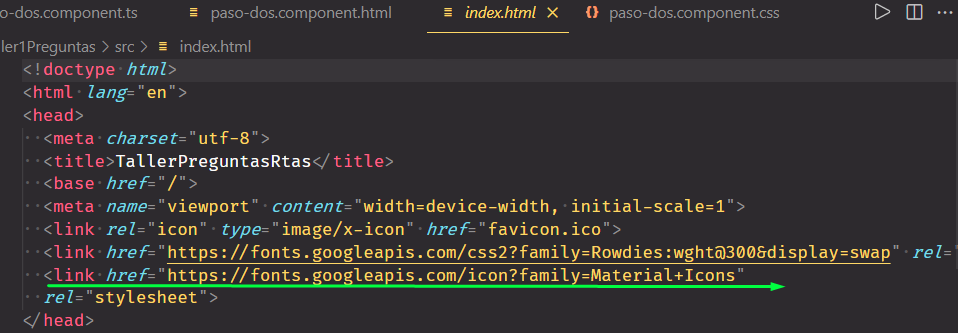 o-dos.component.ts paso-dos.component.html index.html paso-dos.component.css
ler1Preguntas > src > index.html
<!doctype html>
<html lang="en">
<head>
<meta charset="utf-8">
<title>TallerPreguntasRtas</title>
<base href="/">
<meta name="viewport" content="width=device-width, initial-scale=1">
<link rel="icon" type="image/x-icon" href="favicon.ico">
<link href="https://fonts.googleapis.com/css2?family=Rowdies:wght@300&display=swap" rel="
<link href="https://fonts.googleapis.com/icon?family=Material+Icons"
rel="stylesheet">
</head>